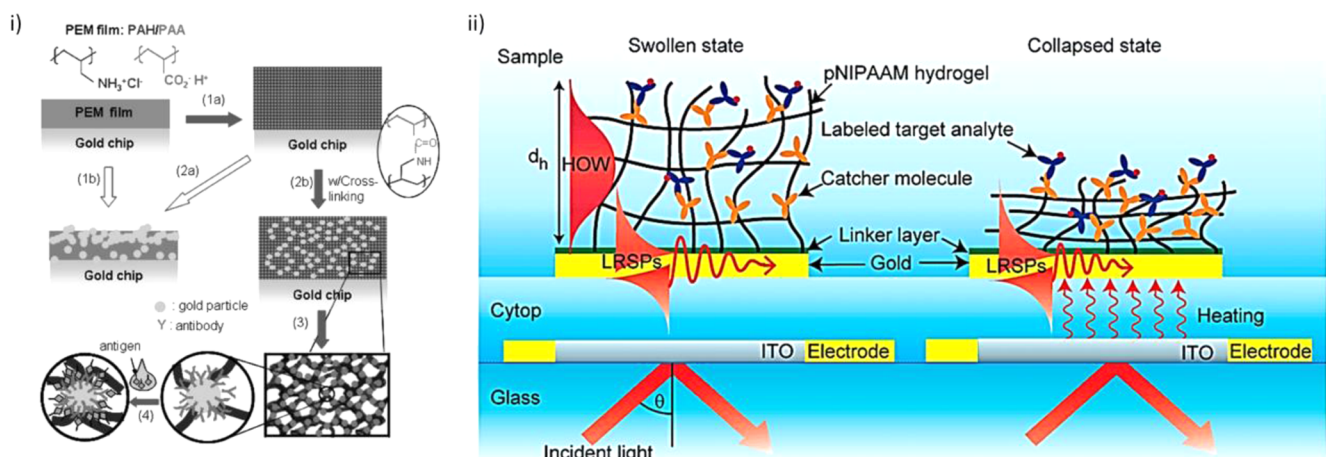 i)
PEM film: PAH/PAA
NH₃⁺Cl⁻
CO₂⁻ H⁺
PEM film
Gold chip
(1a)
Gold chip
C=O
NH
(1b)
(2a)
(2b)
w/Cross-
linking
Gold chip
Gold chip
: gold particle
Y : antibody
(3)
antigen
(4)
ii)
Sample
Swollen state
Collapsed state
pNIPAAM hydrogel
Labeled target analyte
dh
HOW
Catcher molecule
Linker layer
LRSPs
Gold
LRSPs
Cytop
Heating
ITO
Electrode
ITO
Electrode
Glass
θ
Incident light